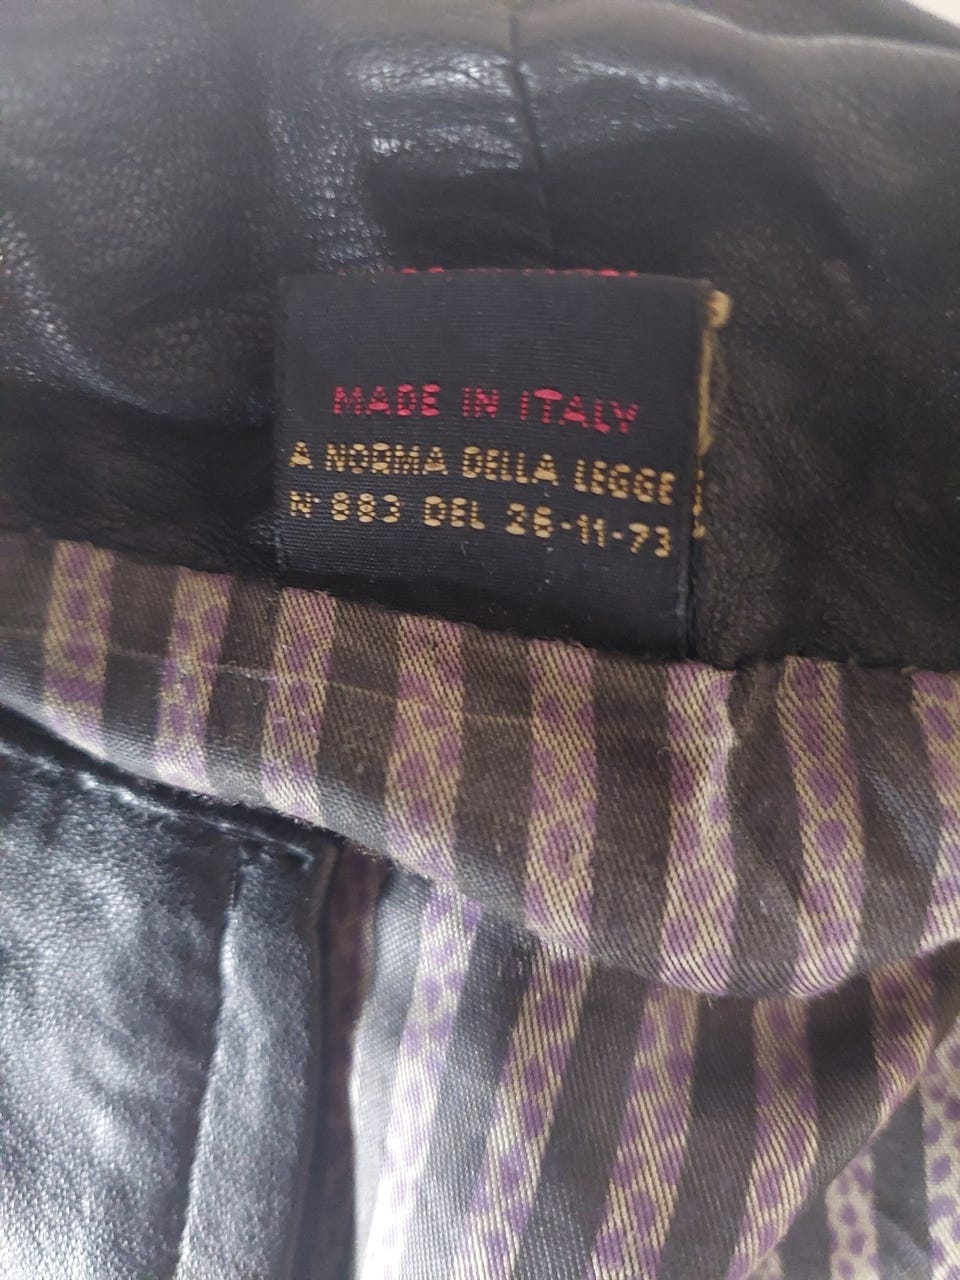 MADE IN ITALY
A NORMA DELLA LEGGE
N° 883 DEL 26-11-73